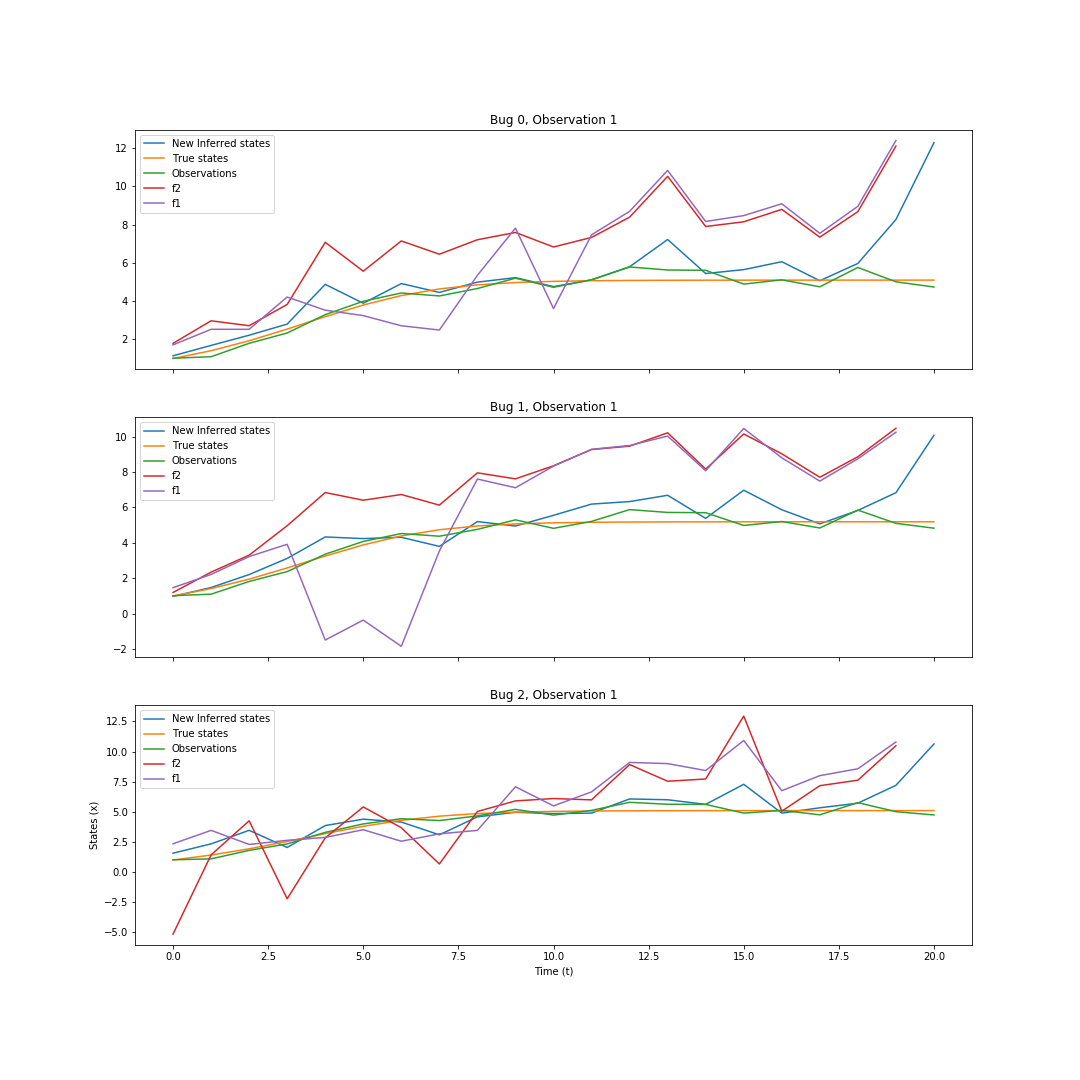 Bug 0, Observation 1
New Inferred states
True states
Observations
f2
f1
12
10
8
6
4
2
Bug 1, Observation 1
New Inferred states
True states
Observations
f2
f1
10
8
6
4
2
0
−2
Bug 2, Observation 1
New Inferred states
True states
Observations
f2
f1
12.5
10.0
7.5
5.0
2.5
0.0
−2.5
−5.0
States (x)
0.0 2.5 5.0 7.5 10.0 12.5 15.0 17.5 20.0
Time (t)